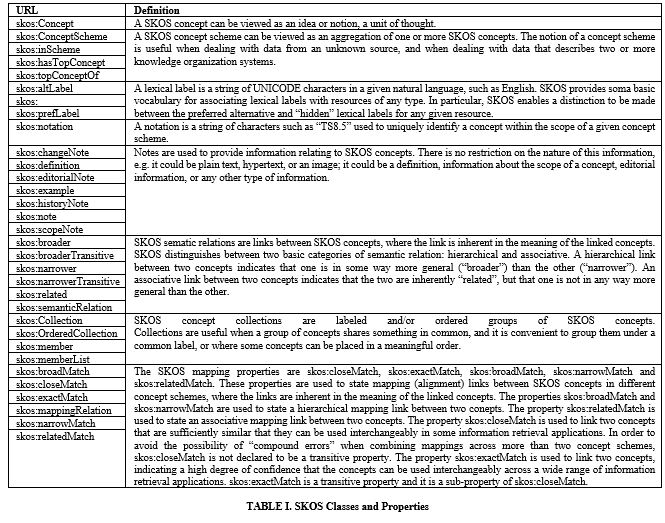 URL Definition
skos:Concept A SKOS concept can be viewed as an idea or notion, a unit of thought.
skos:ConceptScheme
skos:inScheme
skos:hasTopConcept
skos:topConceptOf
A SKOS concept scheme can be viewed as an aggregation of one or more SKOS concepts. The notion of a concept scheme
is useful when dealing with data from an unknown source, and when dealing with data that describes two or more
knowledge organization systems.
skos:altLabel
skos:
skos:prefLabel
A lexical label is a string of UNICODE characters in a given natural language, such as English. SKOS provides soma basic
vocabulary for associating lexical labels with resources of any type. In particular, SKOS enables a distinction to be made
between the preferred alternative and "hidden" lexical labels for any given resource.
skos:notation
A notation is a string of characters such as "TS8.5" used to uniquely identify a concept within the scope of a given concept
scheme.
skos:changeNote
skos:definition
skos:editorialNote
skos:example
skos:historyNote
skos:note
skos:scopeNote
Notes are used to provide information relating to SKOS concepts. There is no restriction on the nature of this information,
e.g. it could be plain text, hypertext, or an image; it could be a definition, information about the scope of a concept, editorial
information, or any other type of information.
skos:broader
skos:broaderTransitive
skos:narrower
skos:narrowerTransitive
skos:related
skos:semanticRelation
SKOS sematic relations are links between SKOS concepts, where the link is inherent in the meaning of the linked concepts.
SKOS distinguishes between two basic categories of semantic relation: hierarchical and associative. A hierarchical link
between two concepts indicates that one is in some way more general ("broader") than the other ("narrower"). An
associative link between two concepts indicates that the two are inherently "related", but that one is not in any way more
general than the other.
skos:Collection
skos:OrderedCollection
skos:member
skos:memberList
SKOS concept collections are labeled and/or ordered groups of SKOS concepts.
Collections are useful when a group of concepts shares something in common, and it is convenient to group them under a
common label, or where some concepts can be placed in a meaningful order.
skos:broadMatch
skos:closeMatch
skos:exactMatch
skos:mappingRelation
skos:narrowMatch
skos:relatedMatch
The SKOS mapping properties are skos:closeMatch, skos:exactMatch, skos:broadMatch, skos:narrowMatch and
skos:relatedMatch. These properties are used to state mapping (alignment) links between SKOS concepts in different
concept schemes, where the links are inherent in the meaning of the linked concepts. The properties skos:broadMatch and
skos:narrowMatch are used to state a hierarchical mapping link between two conepts. The property skos:relatedMatch is
used to state an associative mapping link between two concepts. The property skos:closeMatch is used to link two concepts
that are sufficiently similar that they can be used interchangeably in some information retrieval applications. In order to
avoid the possibility of "compound errors" when combining mappings across more than two concept schemes,
skos:closeMatch is not declared to be a transitive property. The property skos:exactMatch is used to link two concepts,
indicating a high degree of confidence that the concepts can be used interchangeably across a wide range of information
retrieval applications. skos:exactMatch is a transitive property and it is a sub-property of skos:closeMatch.
TABLE I. SKOS Classes and Properties